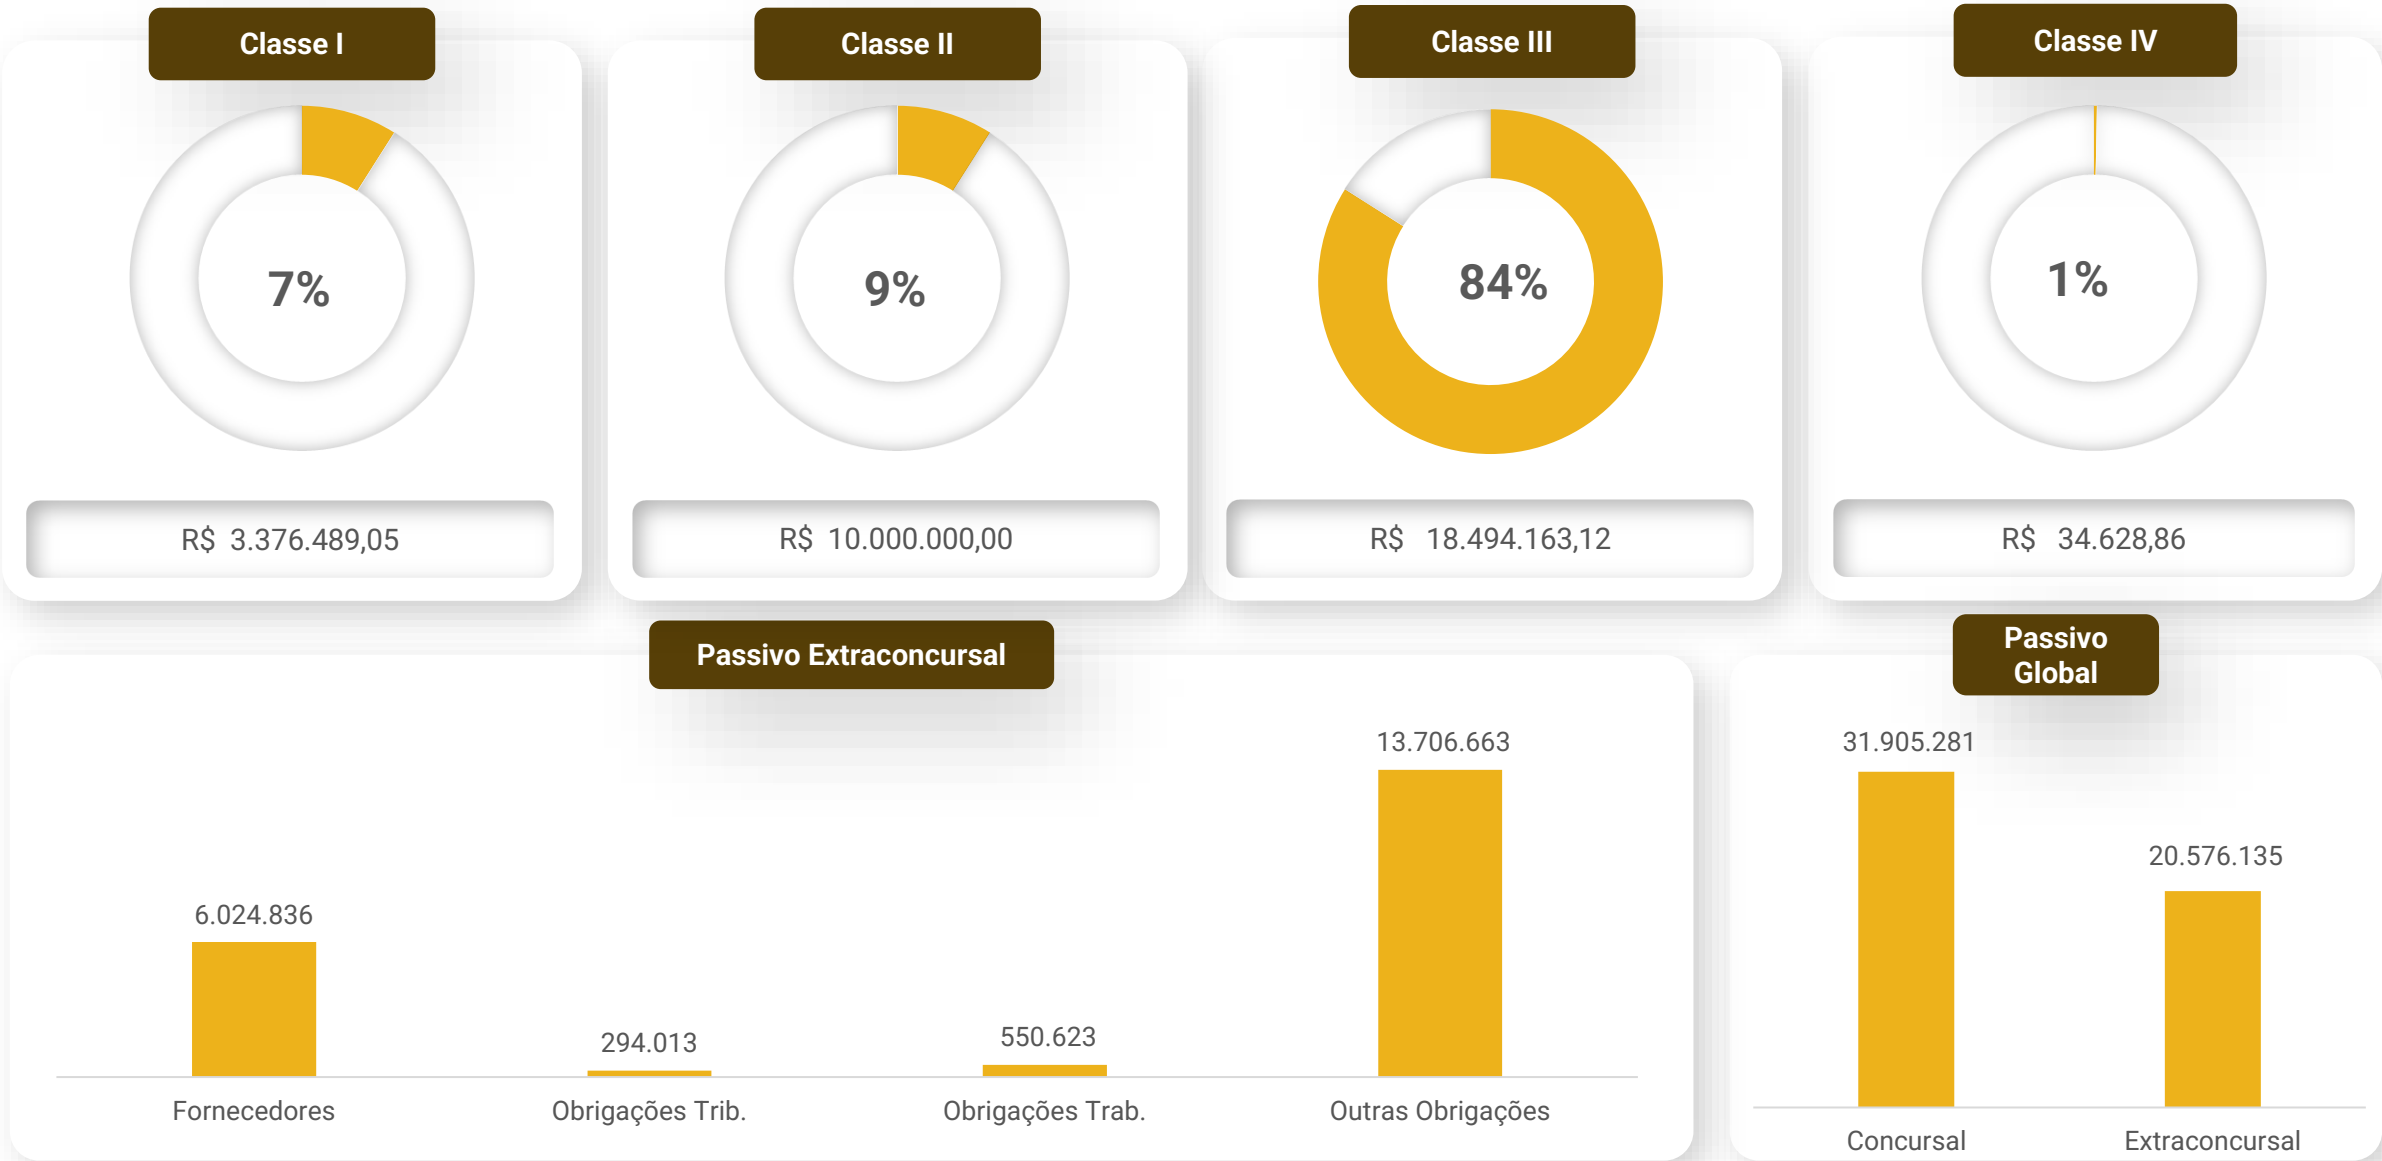 Classe I
7%
R$ 3.376.489,05
Classe II
9%
R$ 10.000.000,00
Classe III
84%
R$ 18.494.163,12
Classe IV
1%
R$ 34.628,86
Passivo Extraconcursal
6.024.836
294.013
550.623
13.706.663
Fornecedores
Obrigações Trib.
Obrigações Trab.
Outras Obrigações
Passivo
Global
31.905.281
20.576.135
Concursal
Extraconcursal